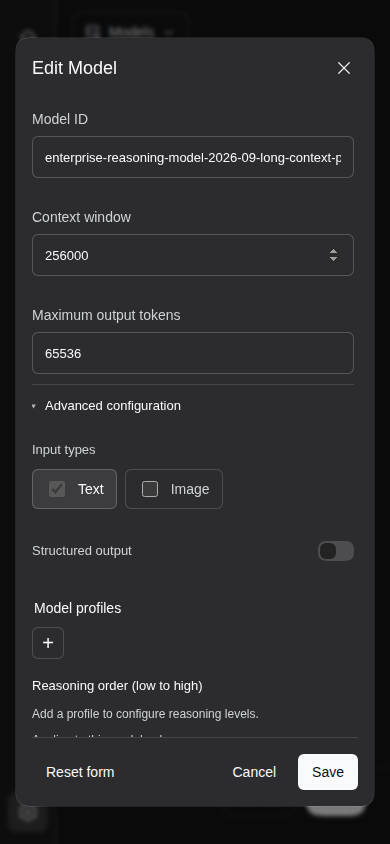 Models
Edit Model
Model ID
enterprise-reasoning-model-2026-09-long-context-p
Context window
256000
Maximum output tokens
65536
Advanced configuration
Input types
Text
Image
Structured output
Model profiles
+
Reasoning order (low to high)
Add a profile to configure reasoning levels.
Reset form
Cancel
Save